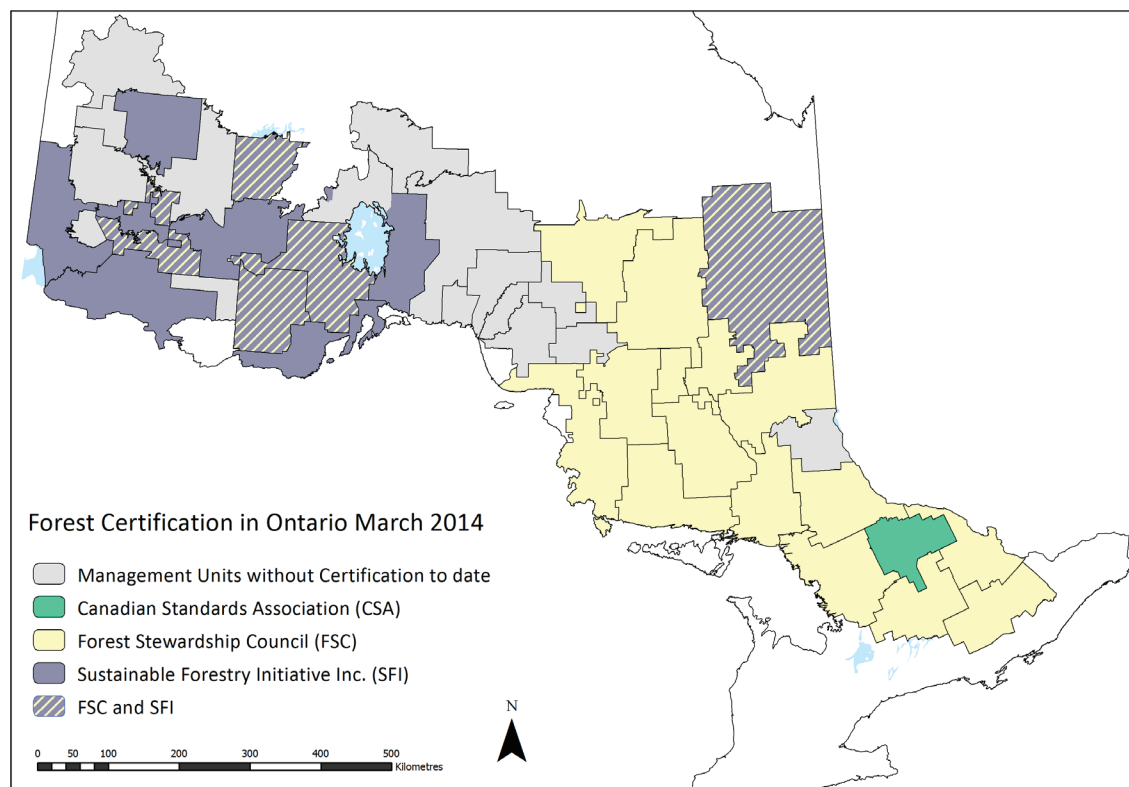 Forest Certification in Ontario March 2014
Management Units without Certification to date
Canadian Standards Association (CSA)
Forest Stewardship Council (FSC)
Sustainable Forestry Initiative Inc. (SFI)
FSC and SFI
N
0 50 100 200 300 400 500
Kilometres